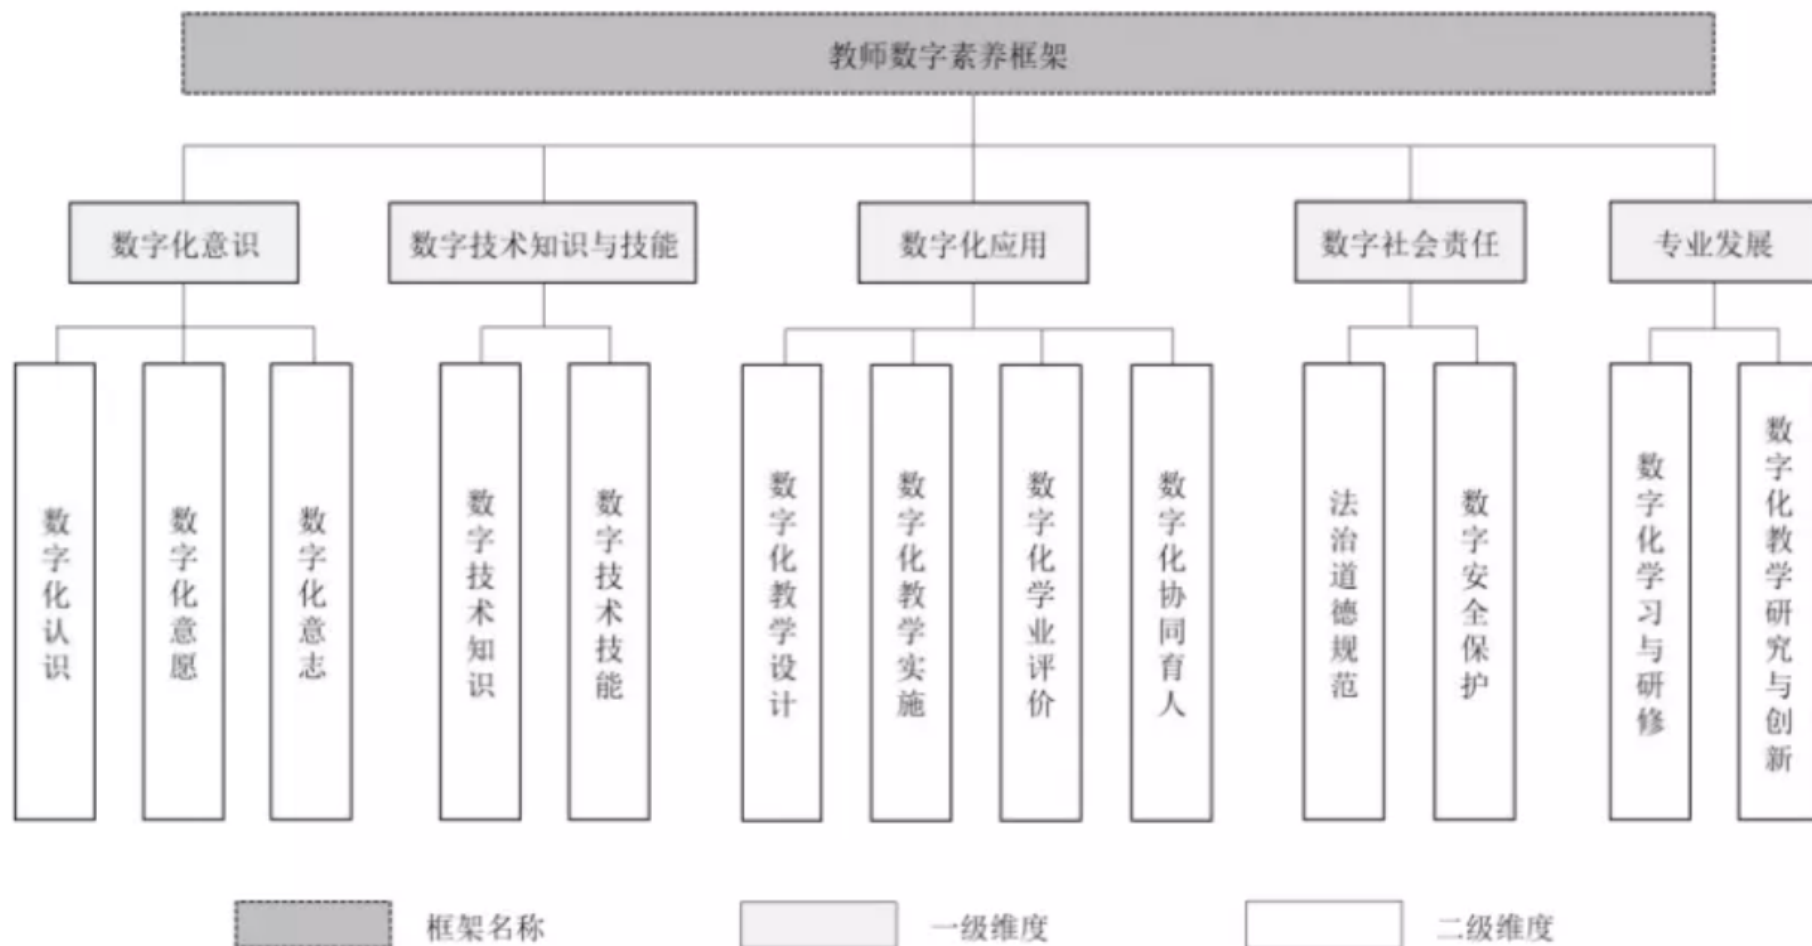 教师数字素养框架
数字化意识
数字技术知识与技能
数字化应用
数字社会责任
专业发展
数字化认识
数字化意愿
数字化意志
数字技术知识
数字技术技能
数字化教学设计
数字化教学实施
数字化学业评价
数字化协同育人
法治道德规范
数字安全保护
数字化学习与研修
数字化教学研究与创新
框架名称
一级维度
二级维度